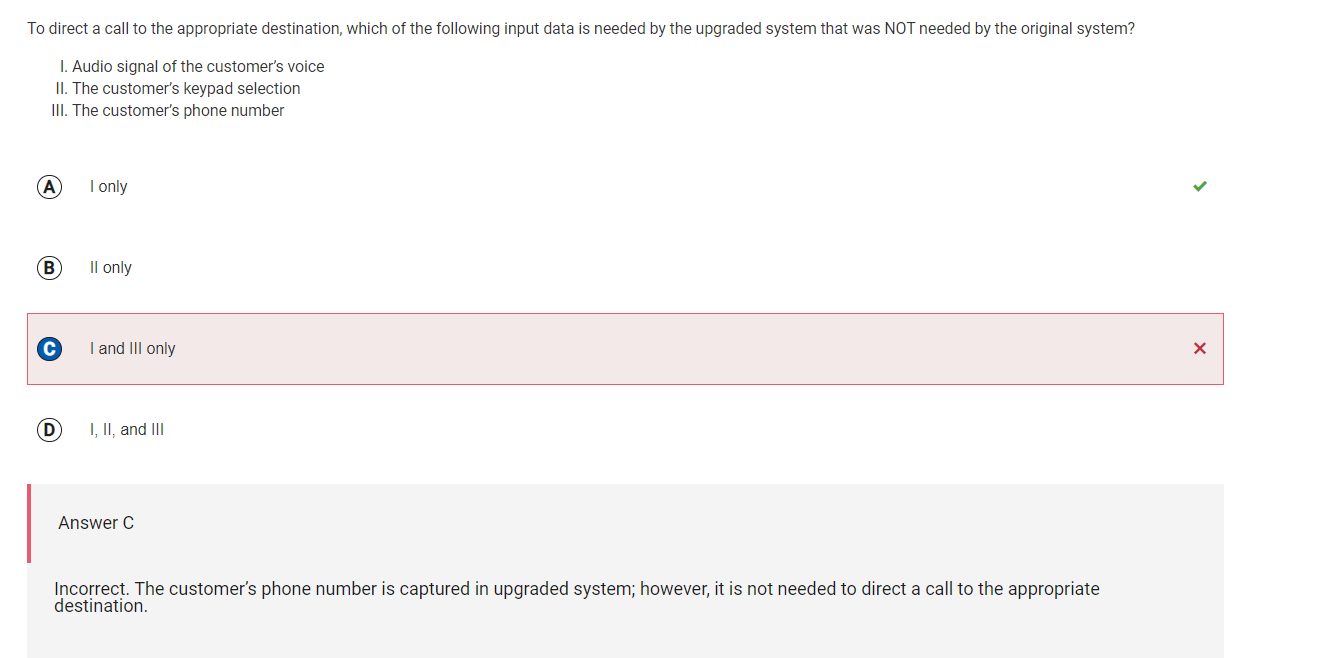 To direct a call to the appropriate destination, which of the following input data is needed by the upgraded system that was NOT needed by the original system?
I. Audio signal of the customer's voice
II. The customer's keypad selection
III. The customer's phone number
A I only
B II only
C I and III only
D I, II, and III
Answer C
Incorrect. The customer's phone number is captured in upgraded system; however, it is not needed to direct a call to the appropriate
destination.